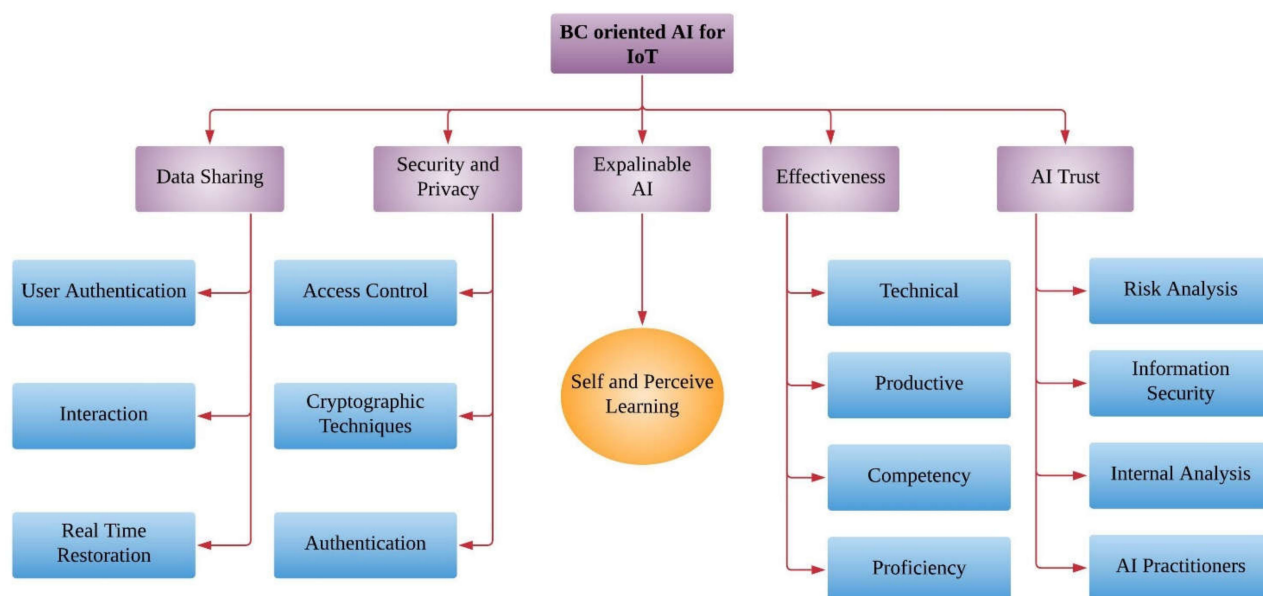 BC oriented AI for
IoT
Data Sharing
Security and
Privacy
Expalinable
AI
Effectiveness
AI Trust
User Authentication
Interaction
Real Time
Restoration
Access Control
Cryptographic
Techniques
Authentication
Self and Perceive
Learning
Technical
Productive
Competency
Proficiency
Risk Analysis
Information
Security
Internal Analysis
AI Practitioners